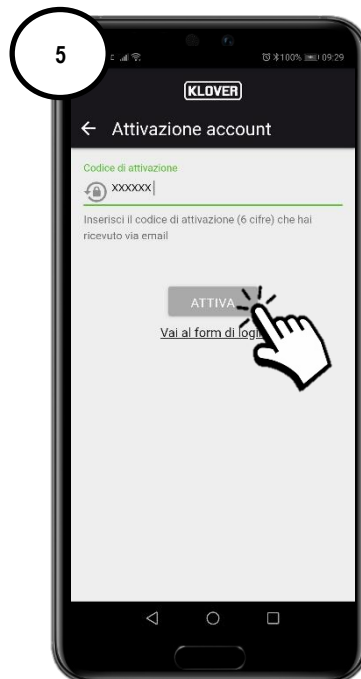 5
100% 09:29
KLOVER
Attivazione account
Codice di attivazione
xxxxxx
Inserisci il codice di attivazione (6 cifre) che hai
ricevuto via email
ATTIVA
Vai al form di login